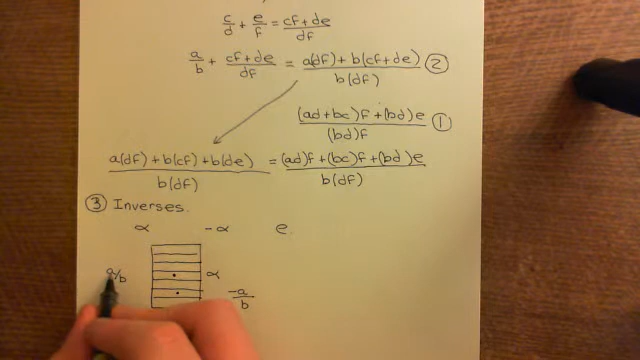 c/d + e/f = cf+de/df
a/b + cf+de/df = a(df)+b(cf+de)/b(df) ②
(ad+bc)f+(bd)e/(bd)f ①
a(df)+b(cf)+b(de)/b(df) = (ad)f+(bc)f+(bd)e/b(df)
③ Inverses.
α -α e
a/b α
-a/b